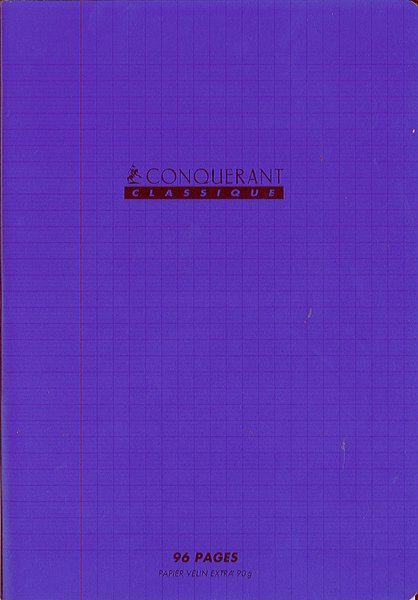 CONQUERANT
CLASSIQUE
96 PAGES
PAPIER VELIN EXTRA 90g